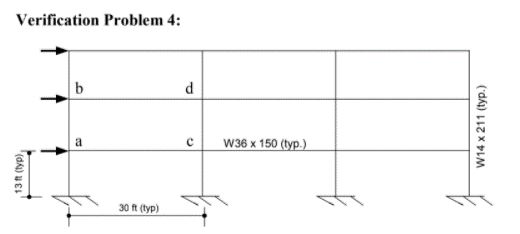 Verification Problem 4:
b
d
a
c
W36 x 150 (typ.)
W14 x 211 (typ.)
13 ft (typ)
30 ft (typ)